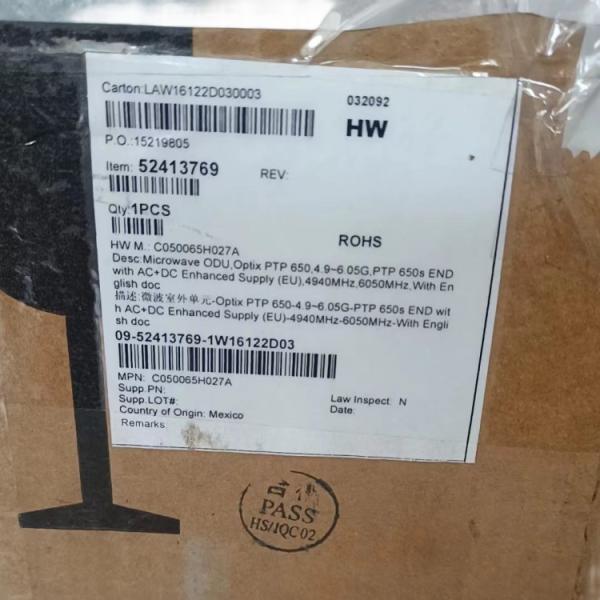 Carton:LAW16122D030003
032092
HW
P.O.:15219805
Item: 52413769
REV:
Qty:1PCS
ROHS
HW M.: C050065H027A
Desc:Microwave ODU,Optix PTP 650,4.9~6.05G,PTP 650s END
with AC+DC Enhanced Supply (EU),4940MHz,6050MHz,With En
glish doc
描述:微波室外单元-Optix PTP 650-4.9~6.05G-PTP 650s END wit
h AC+DC Enhanced Supply (EU)-4940MHz-6050MHz-With Engli
sh doc
09-52413769-1W16122D03
MPN: C050065H027A
Supp.PN:
Supp.LOT#:
Law Inspect: N
Country of Origin: Mexico
Date:
Remarks:
PASS
HS/IQC 02